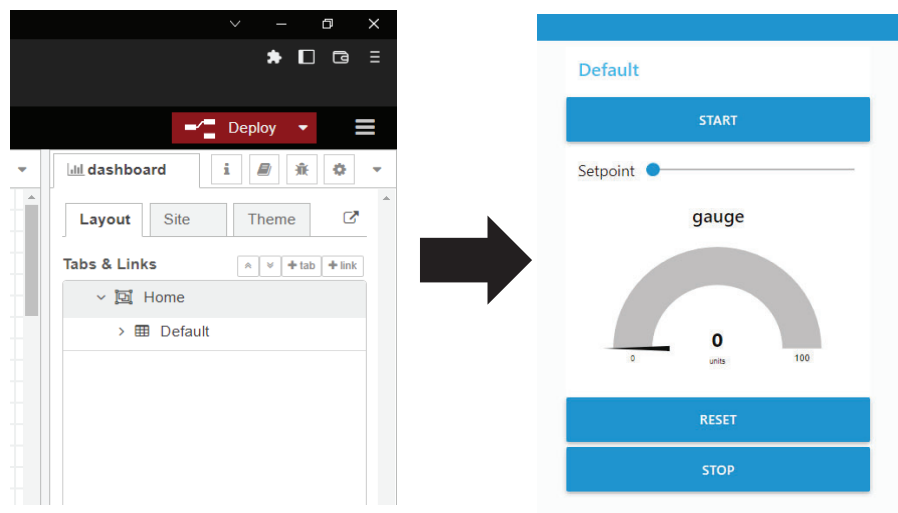 Deploy
dashboard
i
Layout Site Theme
Tabs & Links
+ tab + link
Home
Default
Default
START
Setpoint
gauge
0
units
0 100
RESET
STOP